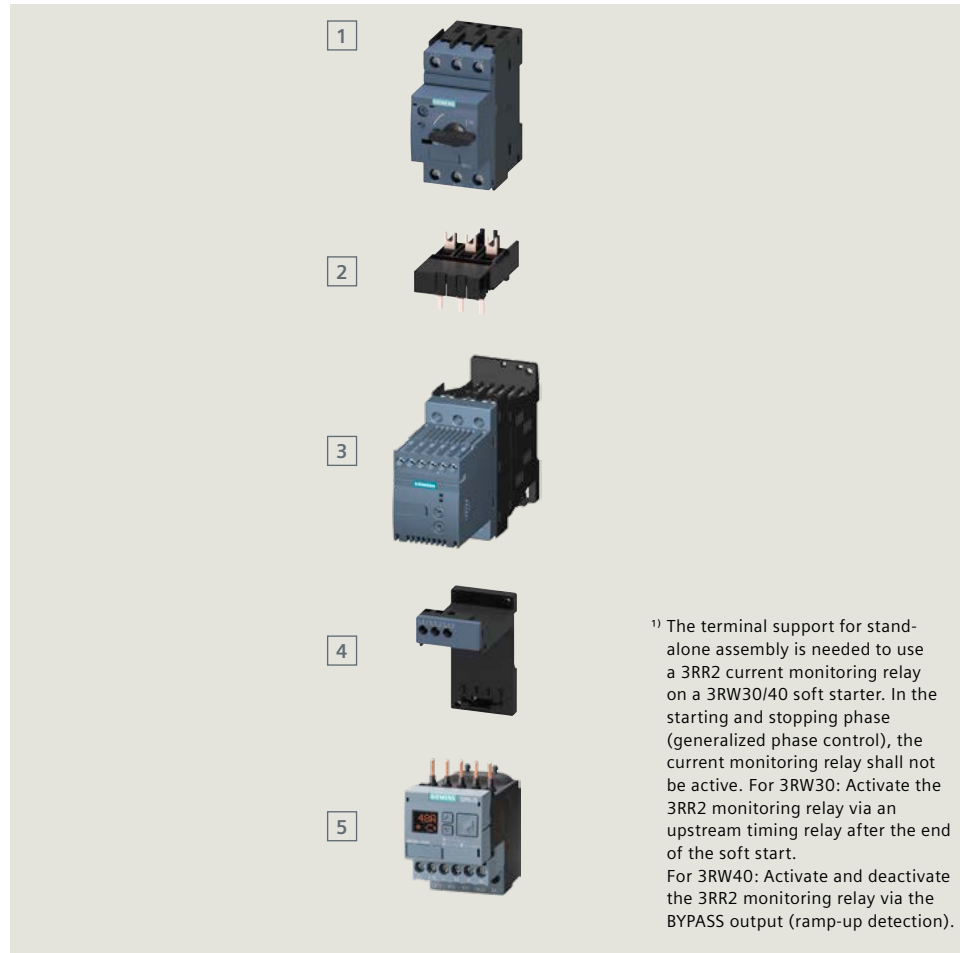 1
SIEMENS
2
3
SIEMENS
4
5
SIEMENS
¹⁾ The terminal support for stand-
alone assembly is needed to use
a 3RR2 current monitoring relay
on a 3RW30/40 soft starter. In the
starting and stopping phase
(generalized phase control), the
current monitoring relay shall not
be active. For 3RW30: Activate the
3RR2 monitoring relay via an
upstream timing relay after the end
of the soft start.
For 3RW40: Activate and deactivate
the 3RR2 monitoring relay via the
BYPASS output (ramp-up detection).